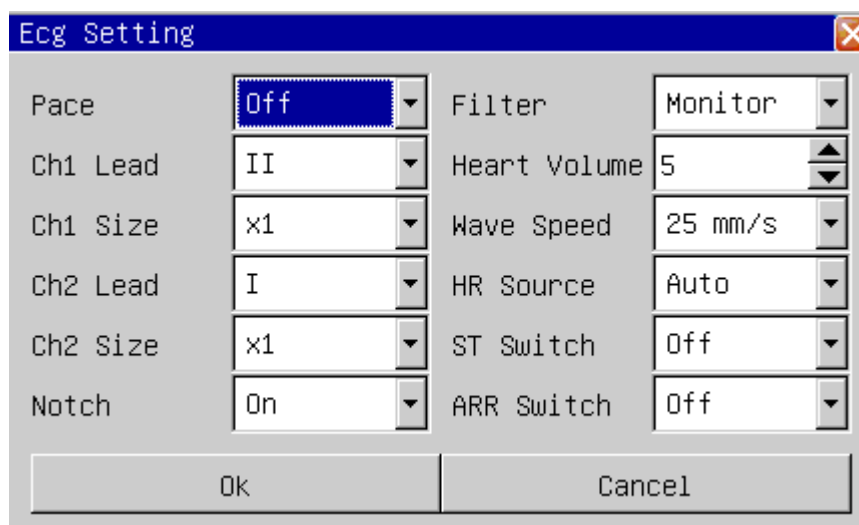 Ecg Setting
Pace Off Filter Monitor
Ch1 Lead II Heart Volume 5
Ch1 Size x1 Wave Speed 25 mm/s
Ch2 Lead I HR Source Auto
Ch2 Size x1 ST Switch Off
Notch On ARR Switch Off
Ok Cancel